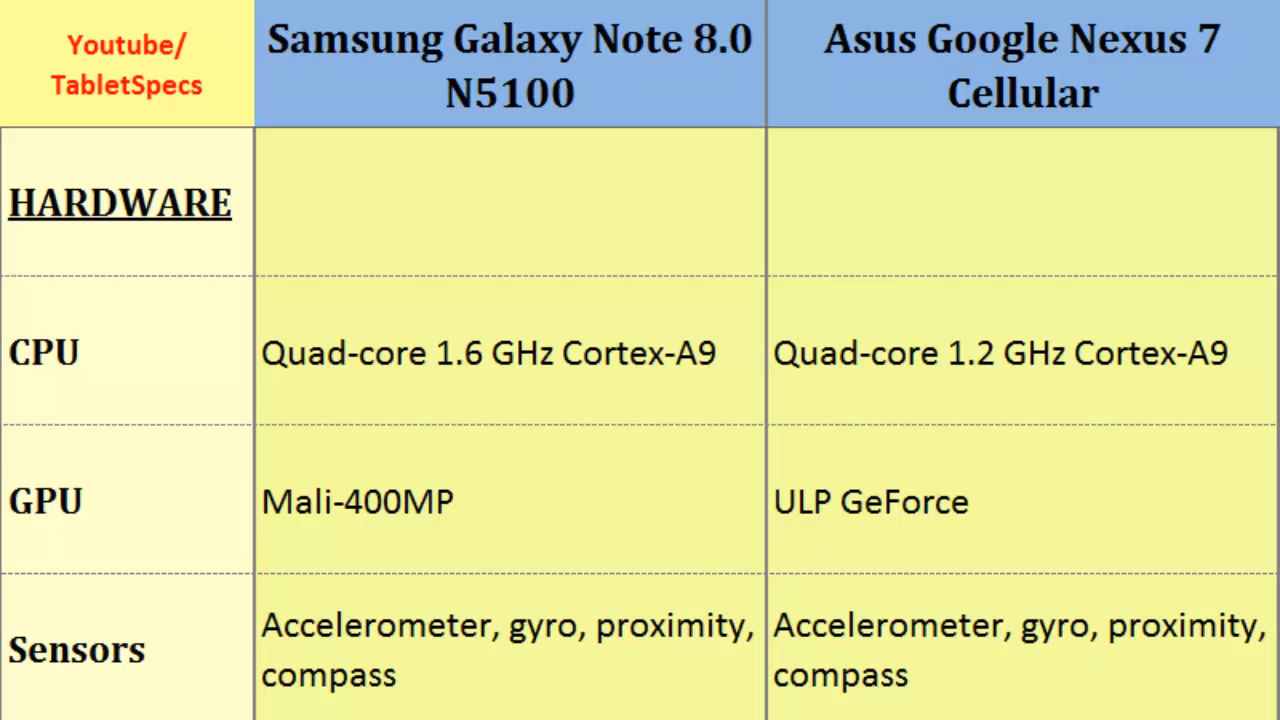 Youtube/
TabletSpecs
Samsung Galaxy Note 8.0
N5100
Asus Google Nexus 7
Cellular
HARDWARE
CPU
Quad-core 1.6 GHz Cortex-A9
Quad-core 1.2 GHz Cortex-A9
GPU
Mali-400MP
ULP GeForce
Sensors
Accelerometer, gyro, proximity,
compass
Accelerometer, gyro, proximity,
compass